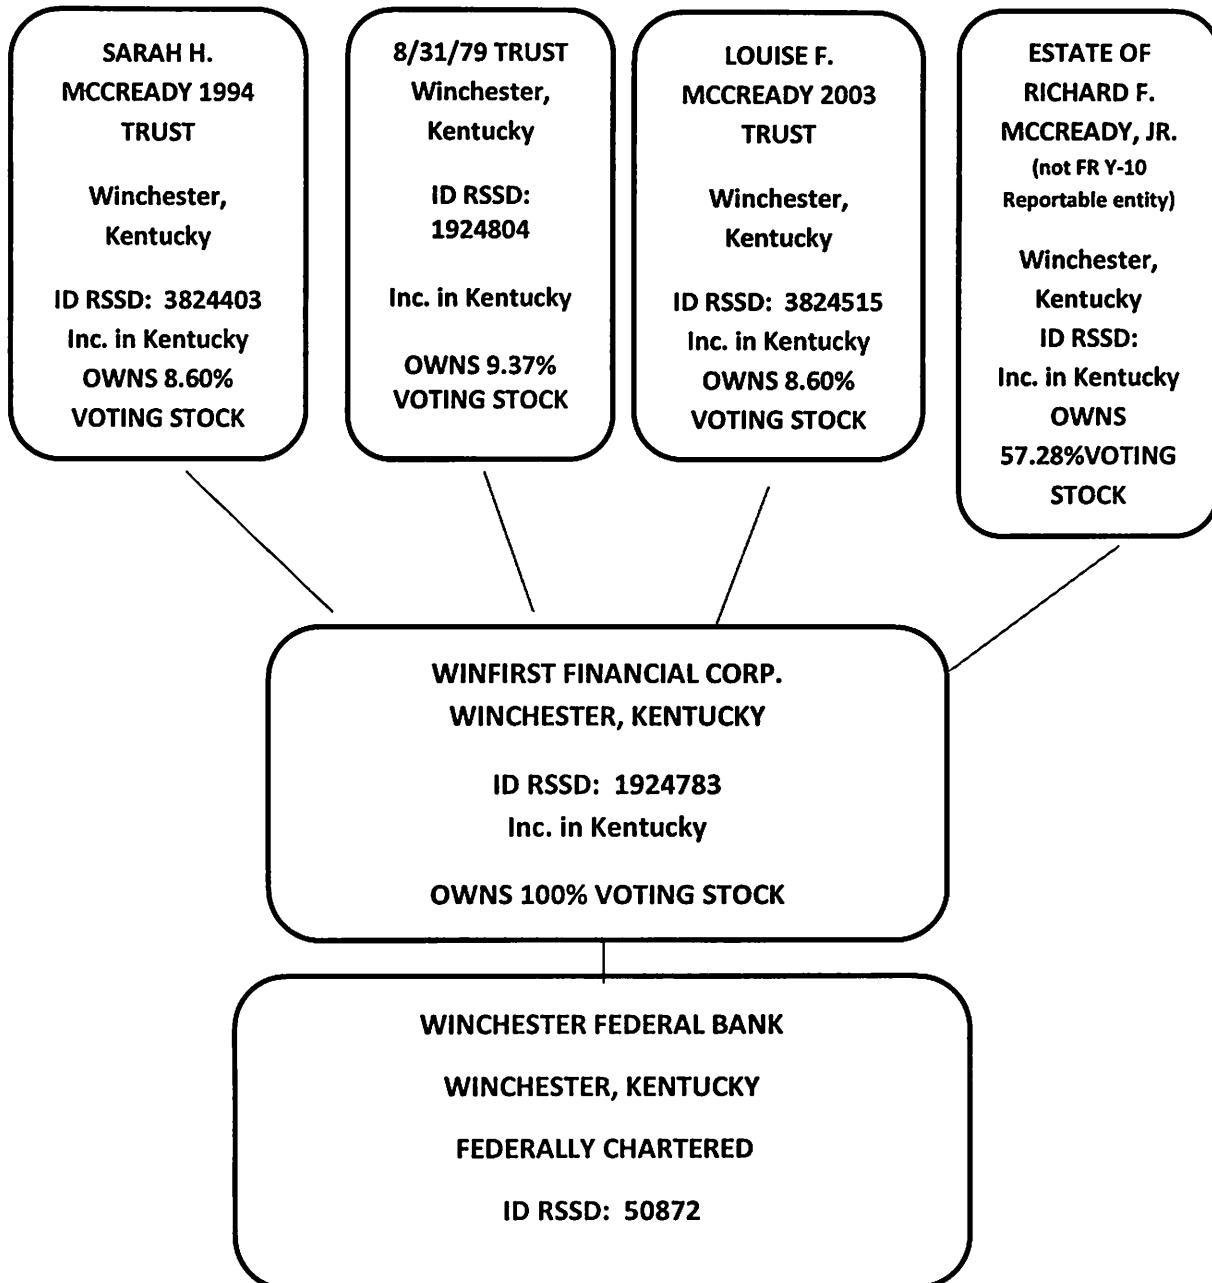 SARAH H.
MCCREADY 1994
TRUST
Winchester,
Kentucky
ID RSSD: 3824403
Inc. in Kentucky
OWNS 8.60%
VOTING STOCK
8/31/79 TRUST
Winchester,
Kentucky
ID RSSD:
1924804
Inc. in Kentucky
OWNS 9.37%
VOTING STOCK
LOUISE F.
MCCREADY 2003
TRUST
Winchester,
Kentucky
ID RSSD: 3824515
Inc. in Kentucky
OWNS 8.60%
VOTING STOCK
ESTATE OF
RICHARD F.
MCCREADY, JR.
(not FR Y-10
Reportable entity)
Winchester,
Kentucky
ID RSSD:
Inc. in Kentucky
OWNS
57.28%VOTING
STOCK
WINFIRST FINANCIAL CORP.
WINCHESTER, KENTUCKY
ID RSSD: 1924783
Inc. in Kentucky
OWNS 100% VOTING STOCK
WINCHESTER FEDERAL BANK
WINCHESTER, KENTUCKY
FEDERALLY CHARTERED
ID RSSD: 50872